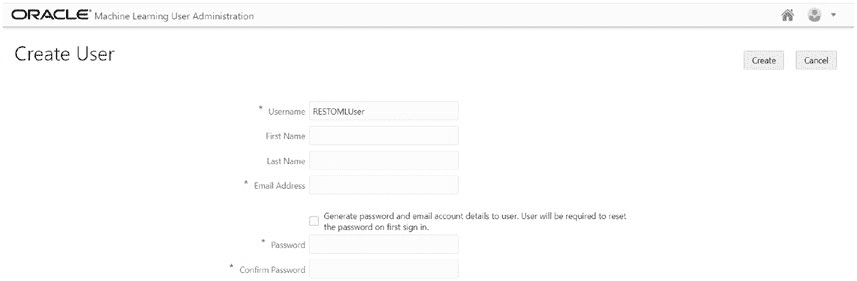 ORACLE® Machine Learning User Administration
Create User
Create Cancel
* Username RESTOMLUser
First Name
Last Name
* Email Address
Generate password and email account details to user. User will be required to reset
the password on first sign in.
* Password
* Confirm Password